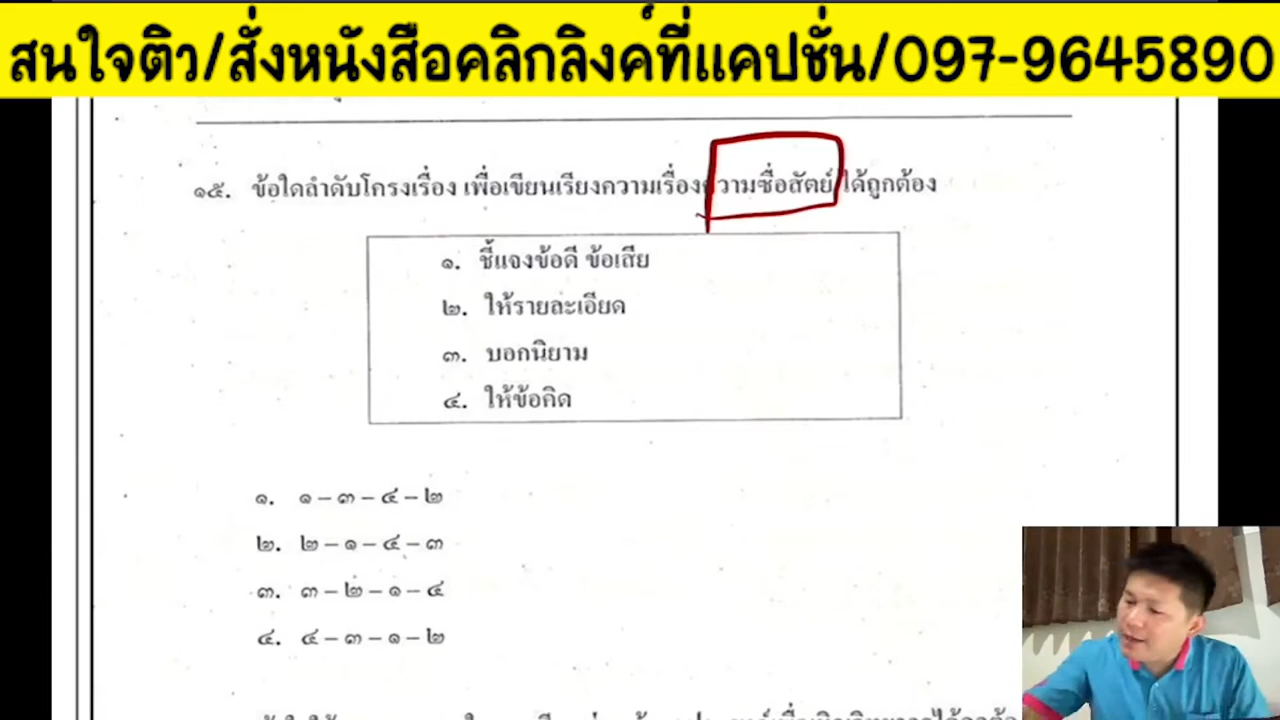 สนใจติว/สั่งหนังสือคลิกลิงค์ที่แคปชั่น/097-9645890
๑๕. ข้อใดลำดับโครงเรื่อง เพื่อเขียนเรียงความเรื่องความซื่อสัตย์ ได้ถูกต้อง
๑. ชี้แจงข้อดี ข้อเสีย
๒. ให้รายละเอียด
๓. บอกนิยาม
๔. ให้ข้อคิด
๑. ๑ – ๓ – ๔ – ๒
๒. ๒ – ๑ – ๔ – ๓
๓. ๓ – ๒ – ๑ – ๔
๔. ๔ – ๓ – ๑ – ๒